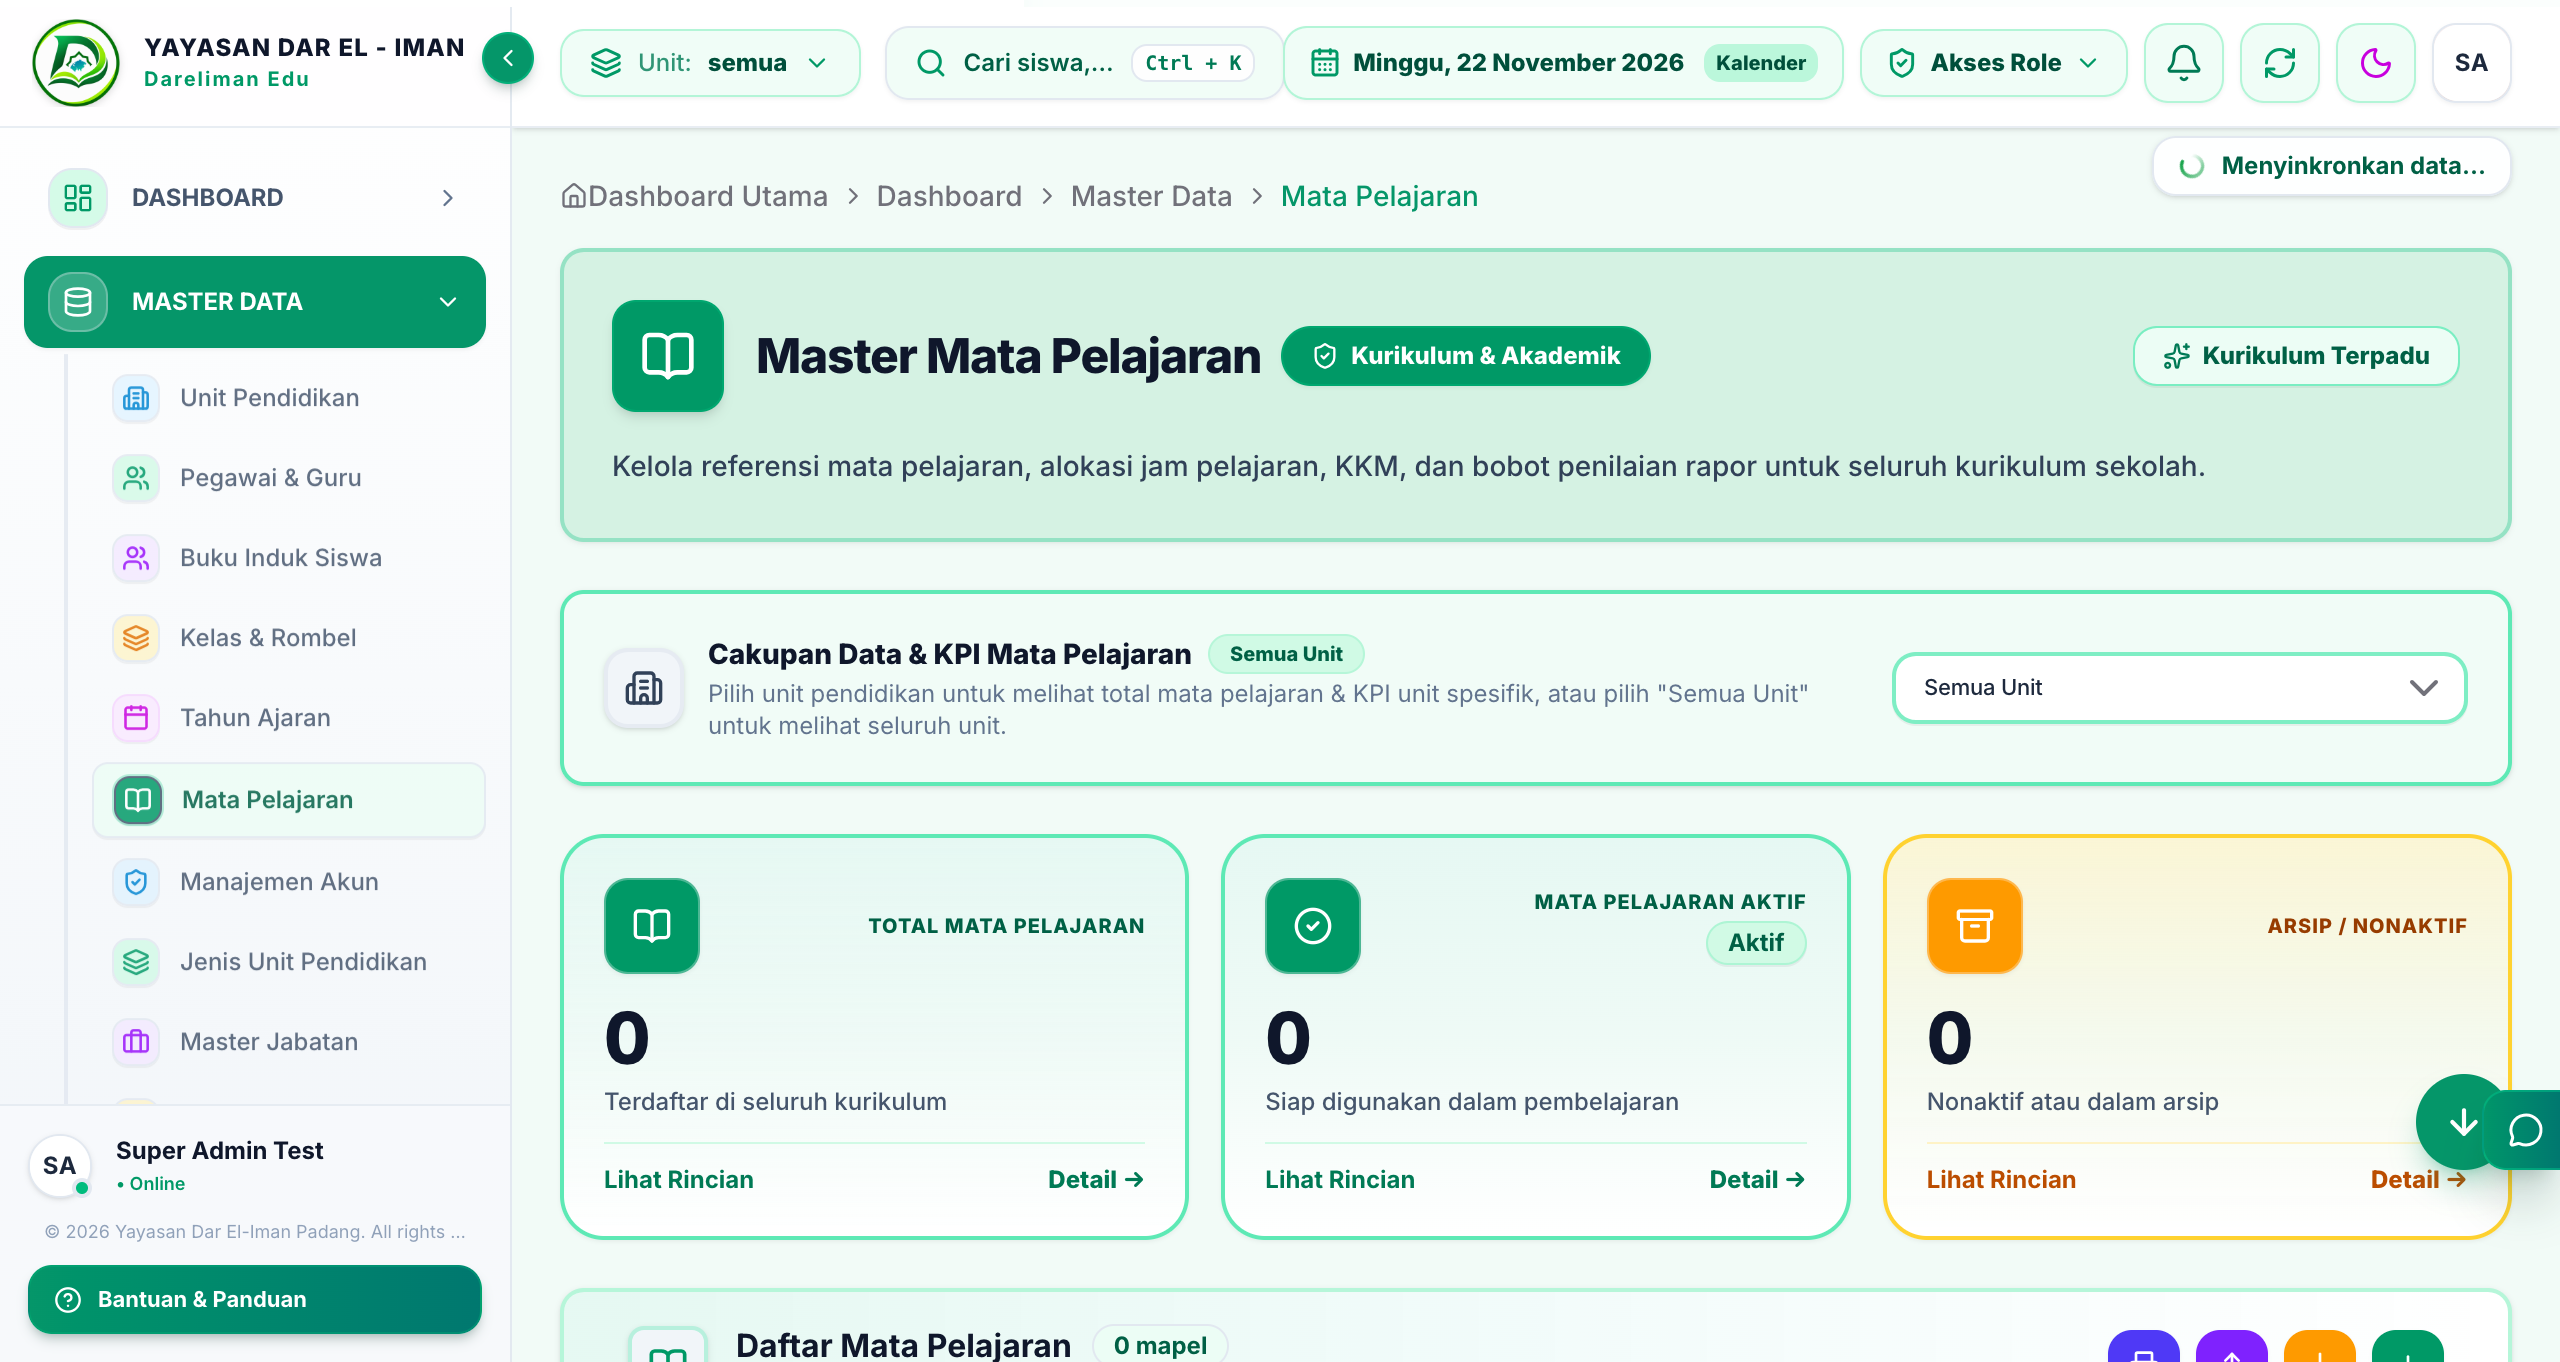 YAYASAN DAR EL - IMAN
Dareliman Edu
Unit: semua
Cari siswa,...
Ctrl + K
Minggu, 22 November 2026
Kalender
Akses Role
SA
Menyinkronkan data...
DASHBOARD
MASTER DATA
Unit Pendidikan
Pegawai & Guru
Buku Induk Siswa
Kelas & Rombel
Tahun Ajaran
Mata Pelajaran
Manajemen Akun
Jenis Unit Pendidikan
Master Jabatan
SA
Super Admin Test
• Online
© 2026 Yayasan Dar El-Iman Padang. All rights ...
Bantuan & Panduan
Dashboard Utama > Dashboard > Master Data > Mata Pelajaran
Master Mata Pelajaran
Kurikulum & Akademik
Kurikulum Terpadu
Kelola referensi mata pelajaran, alokasi jam pelajaran, KKM, dan bobot penilaian rapor untuk seluruh kurikulum sekolah.
Cakupan Data & KPI Mata Pelajaran
Semua Unit
Pilih unit pendidikan untuk melihat total mata pelajaran & KPI unit spesifik, atau pilih "Semua Unit"
untuk melihat seluruh unit.
Semua Unit
TOTAL MATA PELAJARAN
0
Terdaftar di seluruh kurikulum
Lihat Rincian
Detail →
MATA PELAJARAN AKTIF
Aktif
0
Siap digunakan dalam pembelajaran
Lihat Rincian
Detail →
ARSIP / NONAKTIF
0
Nonaktif atau dalam arsip
Lihat Rincian
Detail →
Daftar Mata Pelajaran
0 mapel